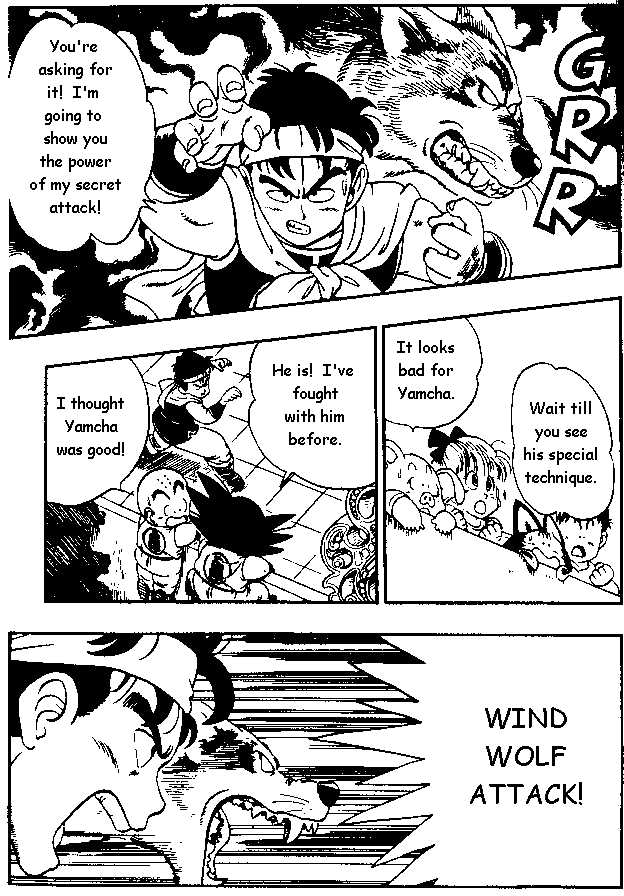 You're
asking for
it! I'm
going to
show you
the power
of my secret
attack!
GRR
I thought
Yamcha
was good!
He is! I've
fought
with him
before.
It looks
bad for
Yamcha.
Wait till
you see
his special
technique.
WIND
WOLF
ATTACK!